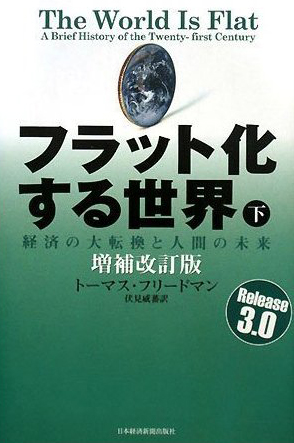 The World Is Flat
A Brief History of the Twenty-first Century
フラット化
する世界 下
経済の大転換と人間の未来
増補改訂版
トーマス・フリードマン
伏見威蕃訳
Release
3.0
日本経済新聞出版社